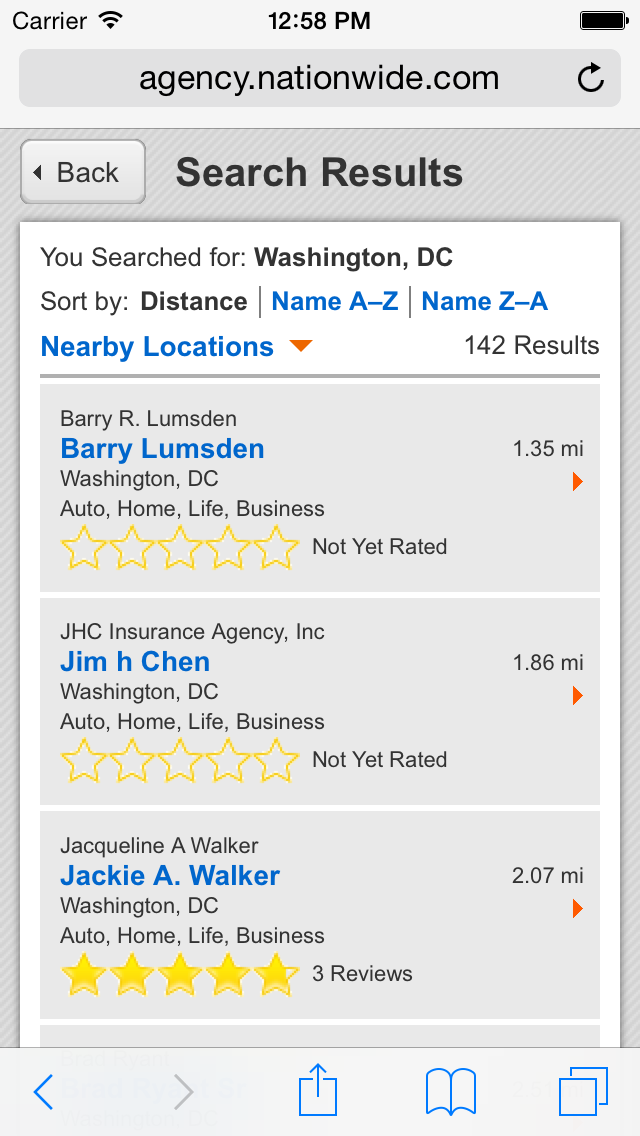 Carrier 12:58 PM
agency.nationwide.com
Back Search Results
You Searched for: Washington, DC
Sort by: Distance | Name A–Z | Name Z–A
Nearby Locations 142 Results
Barry R. Lumsden
Barry Lumsden 1.35 mi
Washington, DC
Auto, Home, Life, Business
Not Yet Rated
JHC Insurance Agency, Inc
Jim h Chen 1.86 mi
Washington, DC
Auto, Home, Life, Business
Not Yet Rated
Jacqueline A Walker
Jackie A. Walker 2.07 mi
Washington, DC
Auto, Home, Life, Business
3 Reviews
Brad
Brad Sr
Washington, DC